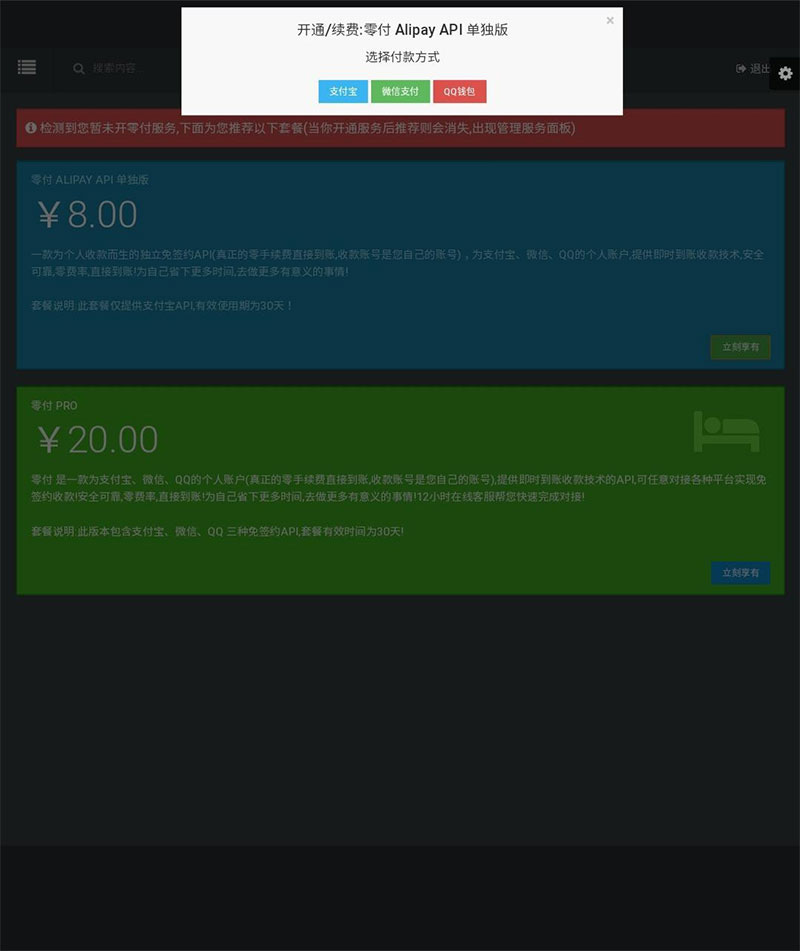 开通/续费:零付 Alipay API 单独版
×
选择付款方式
支付宝 微信支付 QQ钱包
搜索内容...
退出
检测到您暂未开零付服务,下面为您推荐以下套餐(当你开通服务后推荐则会消失,出现管理服务面板)
零付 ALIPAY API 单独版
¥ 8.00
一款为个人收款而生的独立免签约API(真正的零手续费直接到账,收款账号是您自己的账号)，为支付宝、微信、QQ的个人账户,提供即时到账收款技术,安全
可靠,零费率,直接到账!为自己省下更多时间,去做更多有意义的事情!
套餐说明:此套餐仅提供支付宝API,有效使用期为30天！
立刻享有
零付 PRO
¥ 20.00
零付 是一款为支付宝、微信、QQ的个人账户(真正的零手续费直接到账,收款账号是您自己的账号),提供即时到账收款技术的API,可任意对接各种平台实现免
签约收款!安全可靠,零费率,直接到账!为自己省下更多时间,去做更多有意义的事情!12小时在线客服帮您快速完成对接!
套餐说明:此版本包含支付宝、微信、QQ 三种免签约API,套餐有效时间为30天!
立刻享有